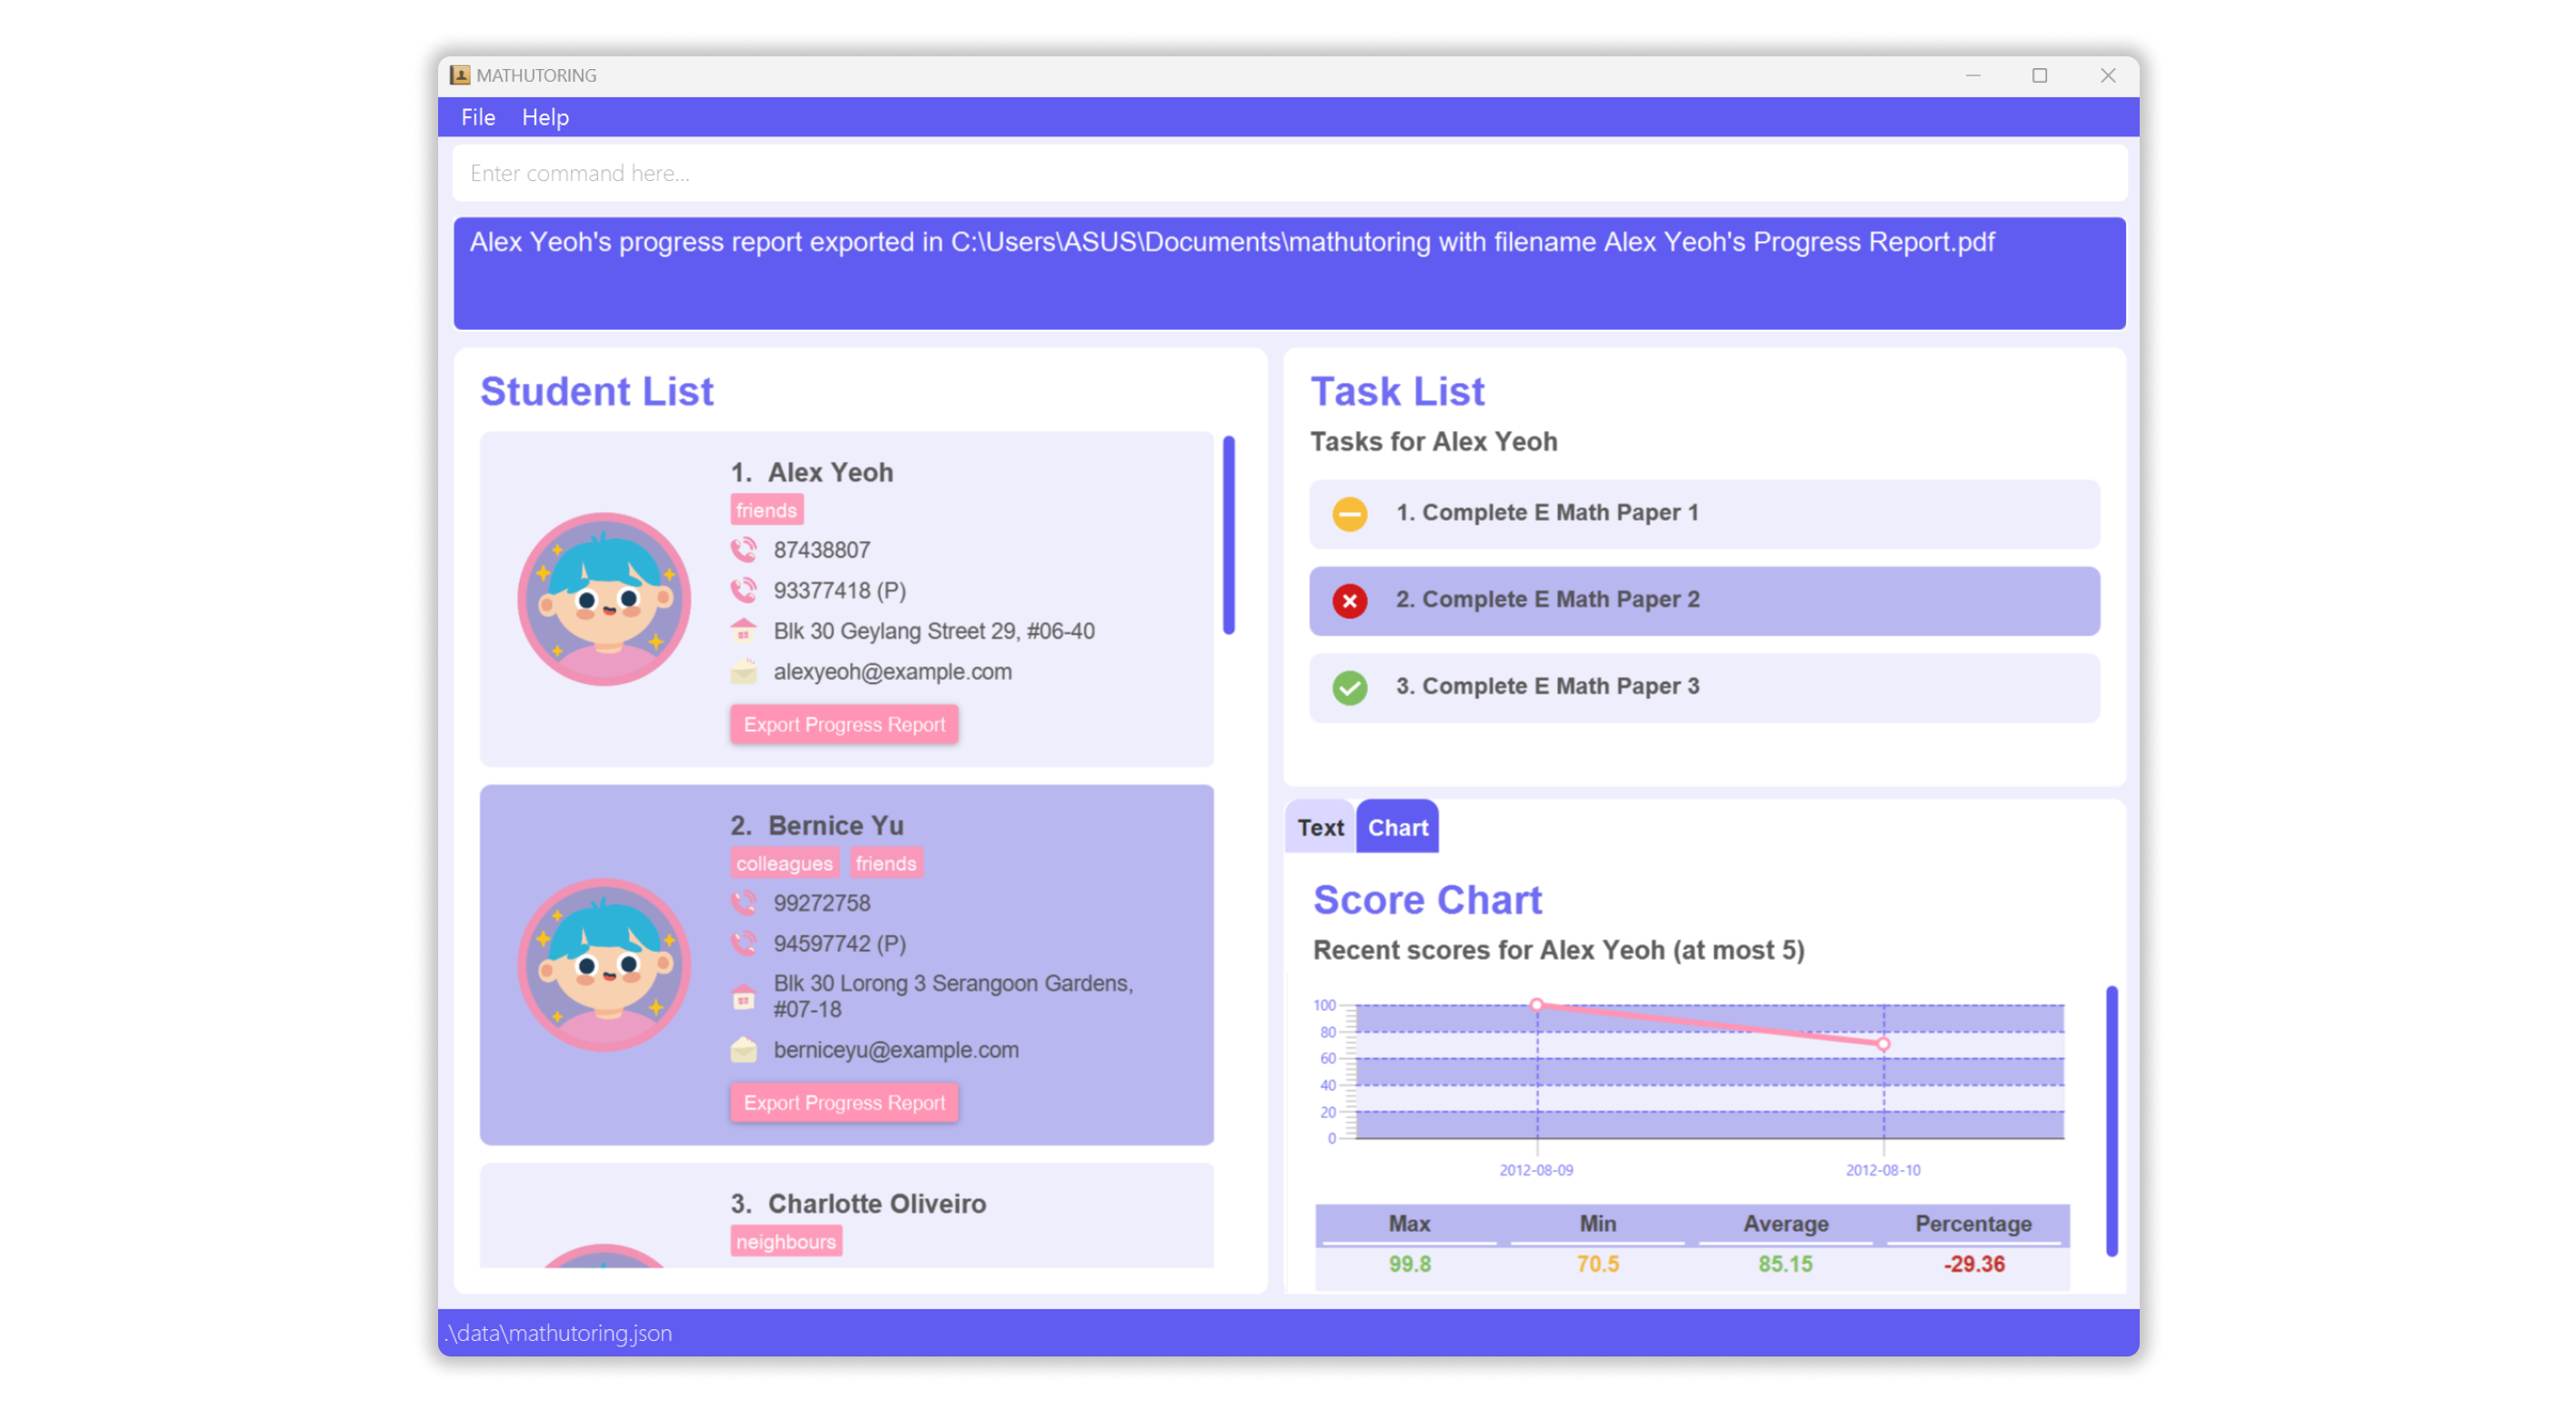 MATHUTORING
File Help
Enter command here...
Alex Yeoh's progress report exported in C:\Users\ASUS\Documents\mathutoring with filename Alex Yeoh's Progress Report.pdf
Student List
1. Alex Yeoh
friends
87438807
93377418 (P)
Blk 30 Geylang Street 29, #06-40
alexyeoh@example.com
Export Progress Report
2. Bernice Yu
colleagues friends
99272758
94597742 (P)
Blk 30 Lorong 3 Serangoon Gardens,
#07-18
berniceyu@example.com
Export Progress Report
3. Charlotte Oliveiro
neighbours
Task List
Tasks for Alex Yeoh
1. Complete E Math Paper 1
2. Complete E Math Paper 2
3. Complete E Math Paper 3
Text Chart
Score Chart
Recent scores for Alex Yeoh (at most 5)
100
80
60
40
20
0
2012-08-09 2012-08-10
Max Min Average Percentage
99.8 70.5 85.15 -29.36
.\data\mathutoring.json